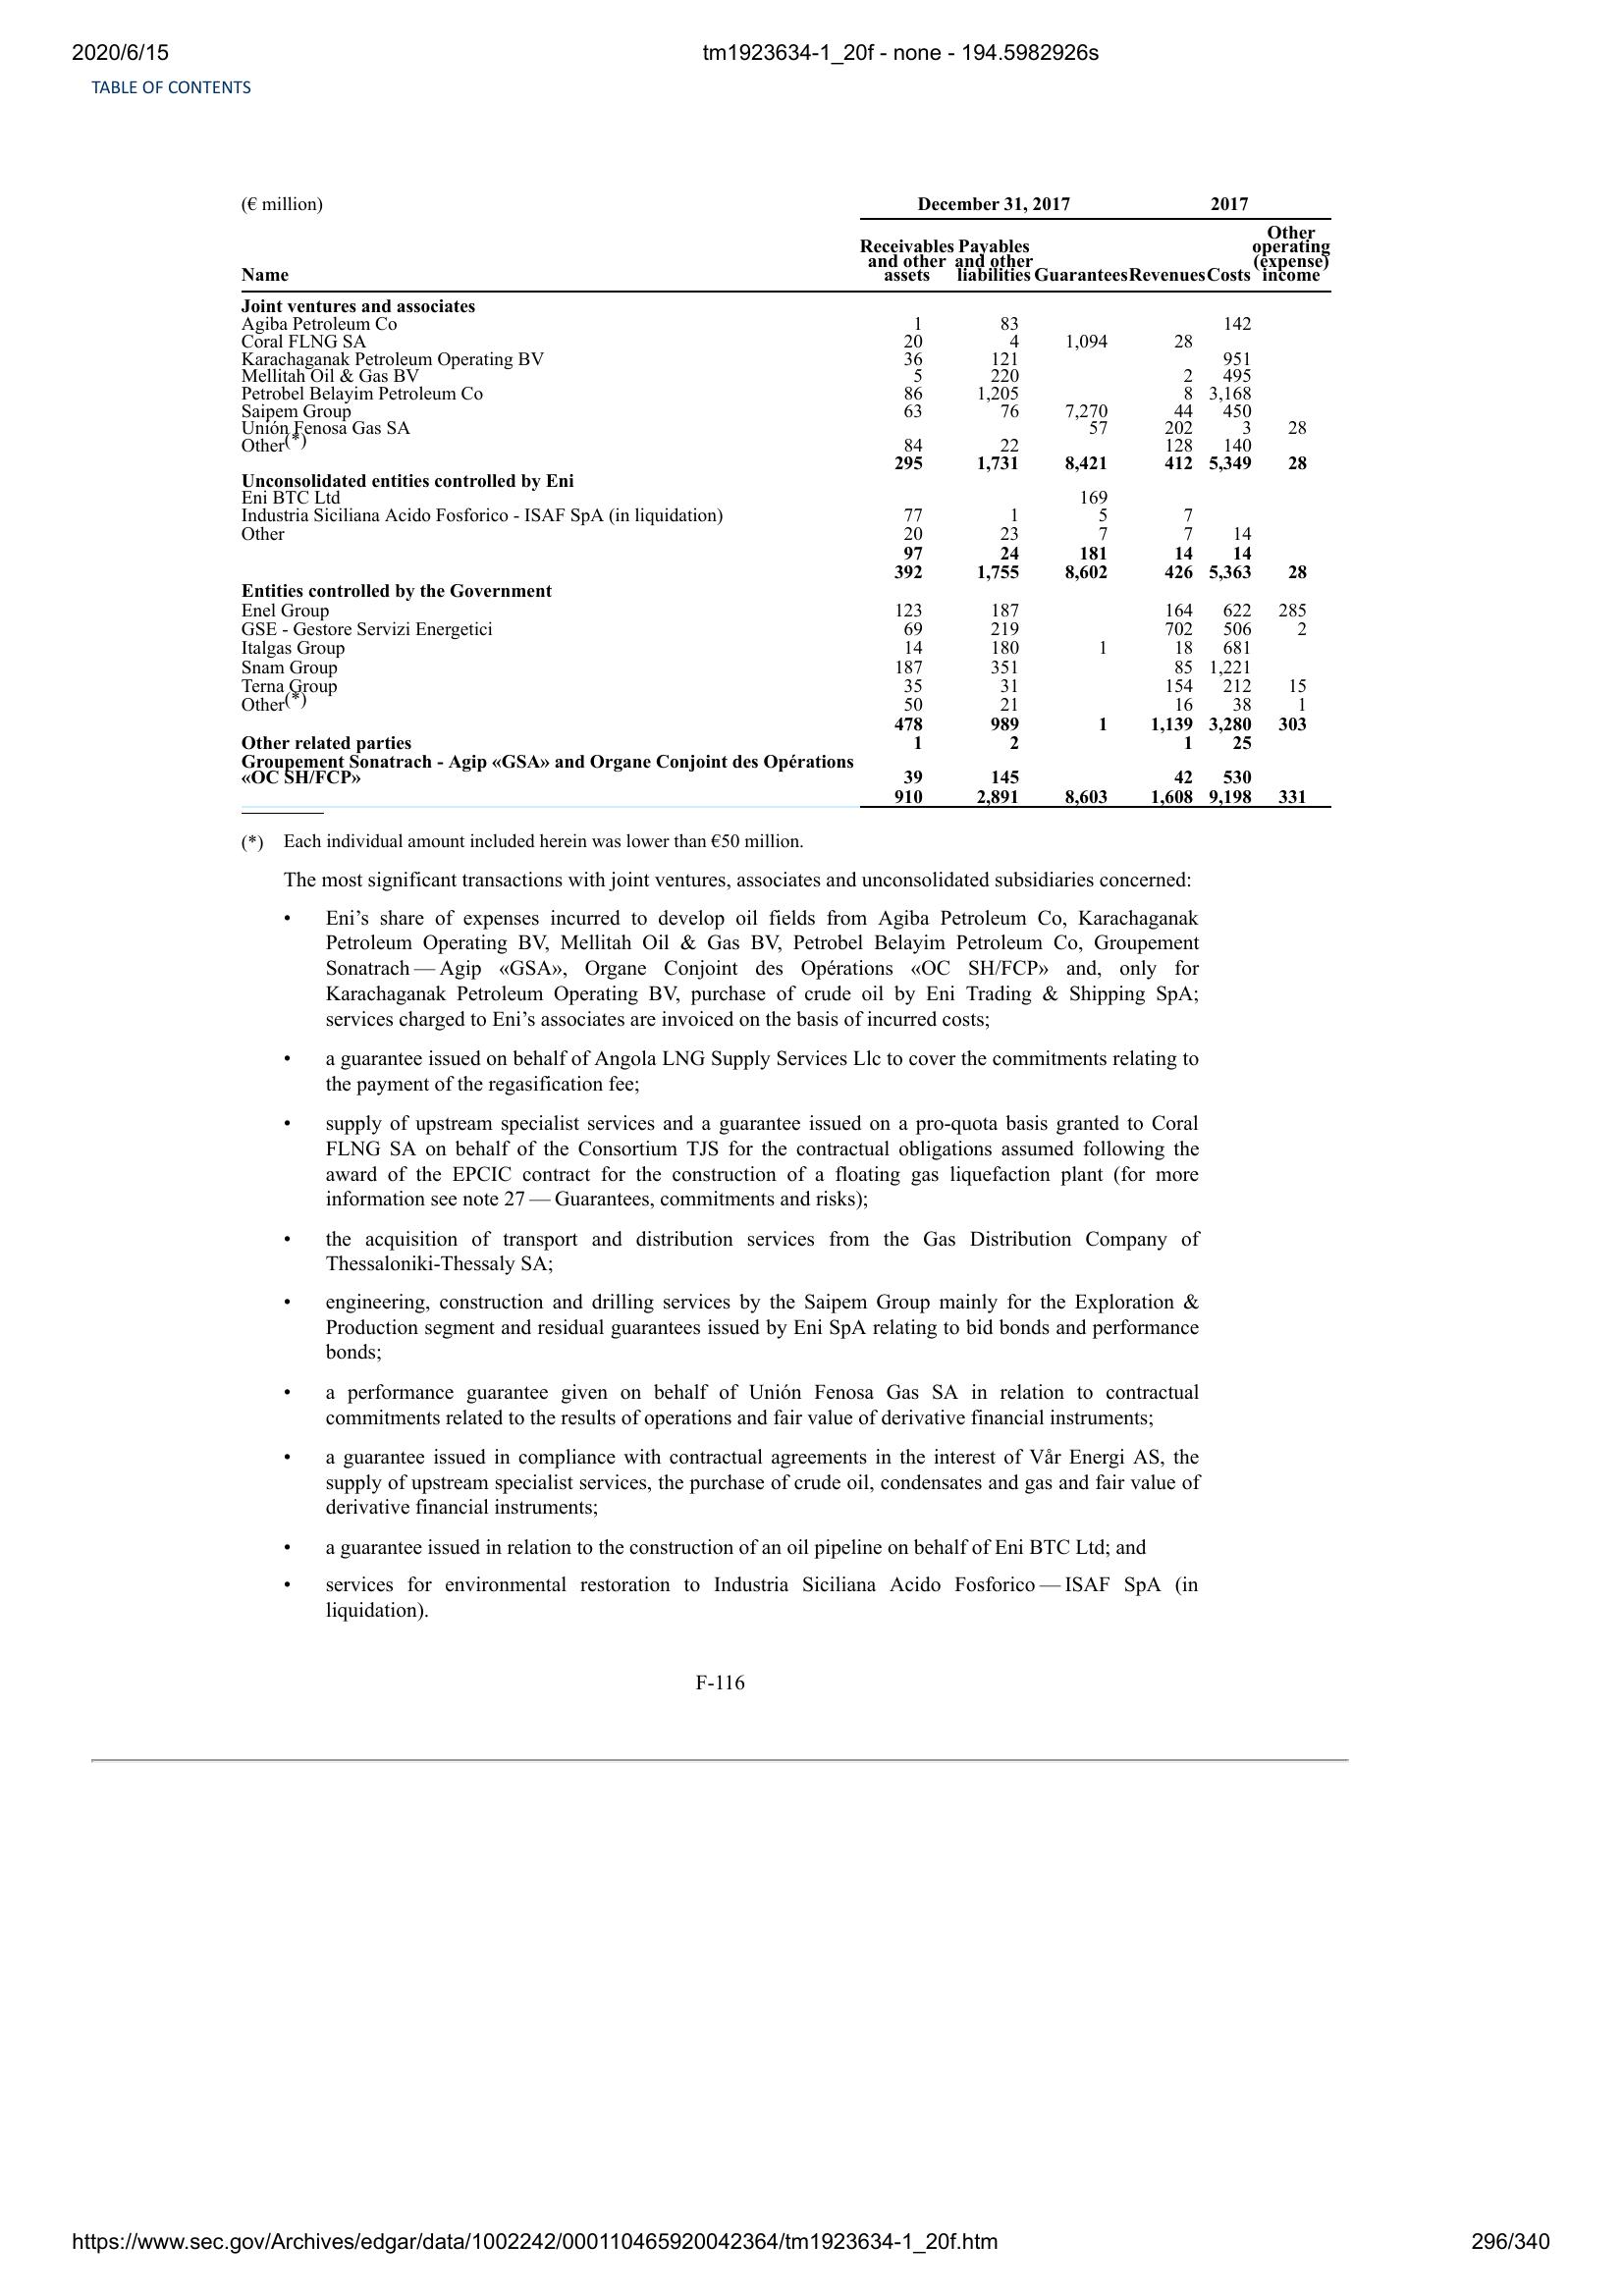 2020/6/15 tm1923634-1_20f - none - 194.5982926s
TABLE OF CONTENTS
(€ million) December 31, 2017 2017
Name Receivables and other assets Payables and other liabilities Guarantees Revenues Costs Other operating (expense) income
Joint ventures and associates
Agiba Petroleum Co 1 83 142
Coral FLNG SA 20 4 1,094 28
Karachaganak Petroleum Operating BV 36 121 951
Mellitah Oil & Gas BV 5 220 2 495
Petrobel Belayim Petroleum Co 86 1,205 8 3,168
Saipem Group 63 76 7,270 44 450
Unión Fenosa Gas SA 57 202 3 28
Other(*) 84 22 128 140
295 1,731 8,421 412 5,349 28
Unconsolidated entities controlled by Eni
Eni BTC Ltd 169
Industria Siciliana Acido Fosforico - ISAF SpA (in liquidation) 77 1 5 7
Other 20 23 7 7 14
97 24 181 14 14
392 1,755 8,602 426 5,363 28
Entities controlled by the Government
Enel Group 123 187 164 622 285
GSE - Gestore Servizi Energetici 69 219 702 506 2
Italgas Group 14 180 1 18 681
Snam Group 187 351 85 1,221
Terna Group 35 31 154 212 15
Other(*) 50 21 16 38 1
478 989 1 1,139 3,280 303
Other related parties 1 2 1 25
Groupement Sonatrach - Agip «GSA» and Organe Conjoint des Opérations
«OC SH/FCP» 39 145 42 530
910 2,891 8,603 1,608 9,198 331
(*) Each individual amount included herein was lower than €50 million.
The most significant transactions with joint ventures, associates and unconsolidated subsidiaries concerned:
• Eni’s share of expenses incurred to develop oil fields from Agiba Petroleum Co, Karachaganak
Petroleum Operating BV, Mellitah Oil & Gas BV, Petrobel Belayim Petroleum Co, Groupement
Sonatrach — Agip «GSA», Organe Conjoint des Opérations «OC SH/FCP» and, only for
Karachaganak Petroleum Operating BV, purchase of crude oil by Eni Trading & Shipping SpA;
services charged to Eni’s associates are invoiced on the basis of incurred costs;
• a guarantee issued on behalf of Angola LNG Supply Services Llc to cover the commitments relating to
the payment of the regasification fee;
• supply of upstream specialist services and a guarantee issued on a pro-quota basis granted to Coral
FLNG SA on behalf of the Consortium TJS for the contractual obligations assumed following the
award of the EPCIC contract for the construction of a floating gas liquefaction plant (for more
information see note 27 — Guarantees, commitments and risks);
• the acquisition of transport and distribution services from the Gas Distribution Company of
Thessaloniki-Thessaly SA;
• engineering, construction and drilling services by the Saipem Group mainly for the Exploration &
Production segment and residual guarantees issued by Eni SpA relating to bid bonds and performance
bonds;
• a performance guarantee given on behalf of Unión Fenosa Gas SA in relation to contractual
commitments related to the results of operations and fair value of derivative financial instruments;
• a guarantee issued in compliance with contractual agreements in the interest of Vår Energi AS, the
supply of upstream specialist services, the purchase of crude oil, condensates and gas and fair value of
derivative financial instruments;
• a guarantee issued in relation to the construction of an oil pipeline on behalf of Eni BTC Ltd; and
• services for environmental restoration to Industria Siciliana Acido Fosforico — ISAF SpA (in
liquidation).
F-116
https://www.sec.gov/Archives/edgar/data/1002242/000110465920042364/tm1923634-1_20f.htm 296/340